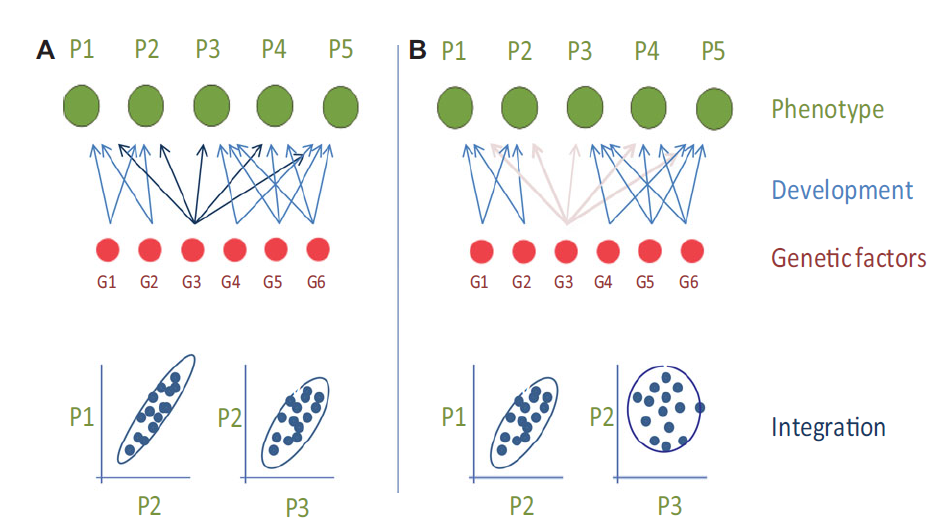 A P1 P2 P3 P4 P5
B P1 P2 P3 P4 P5
Phenotype
Development
Genetic factors
G1 G2 G3 G4 G5 G6
G1 G2 G3 G4 G5 G6
P1
P2
P2
P3
P1
P2
P2
P3
Integration